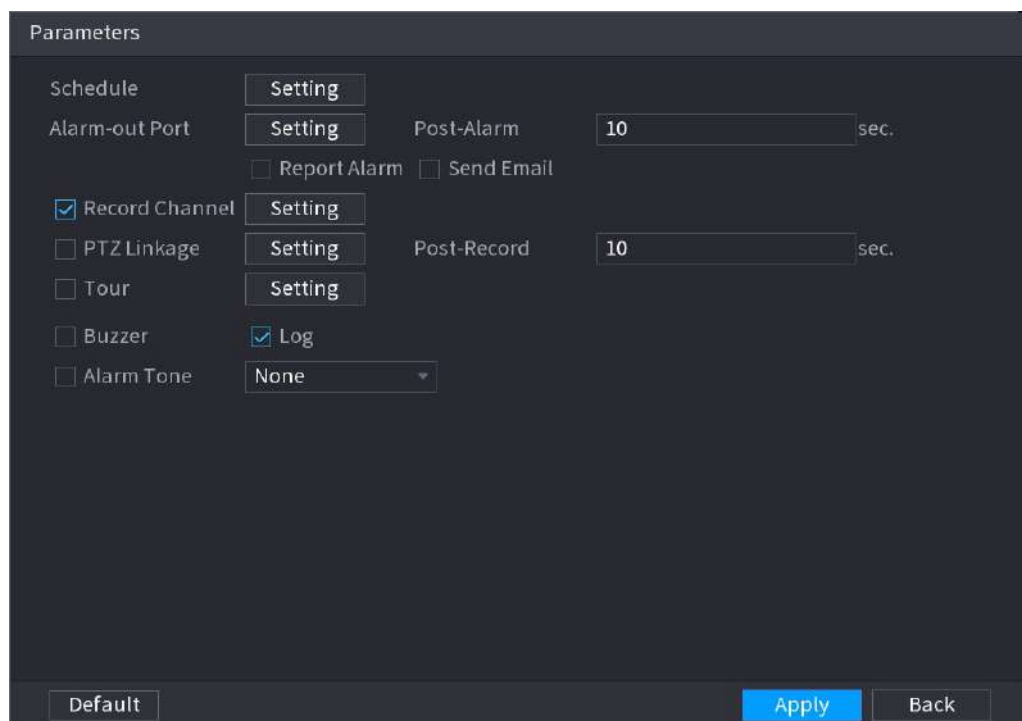 Parameters
Schedule Setting
Alarm-out Port Setting Post-Alarm 10 sec.
Report Alarm Send Email
Record Channel Setting
PTZ Linkage Setting Post-Record 10 sec.
Tour Setting
Buzzer Log
Alarm Tone None
Default Apply Back